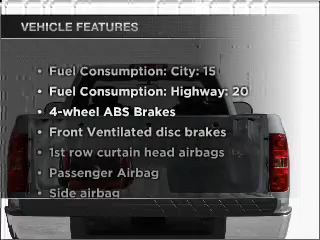 VEHICLE FEATURES
• Fuel Consumption: City: 15
• Fuel Consumption: Highway: 20
• 4-wheel ABS Brakes
• Front Ventilated disc brakes
• 1st row curtain head airbags
• Passenger Airbag
• Side airbag